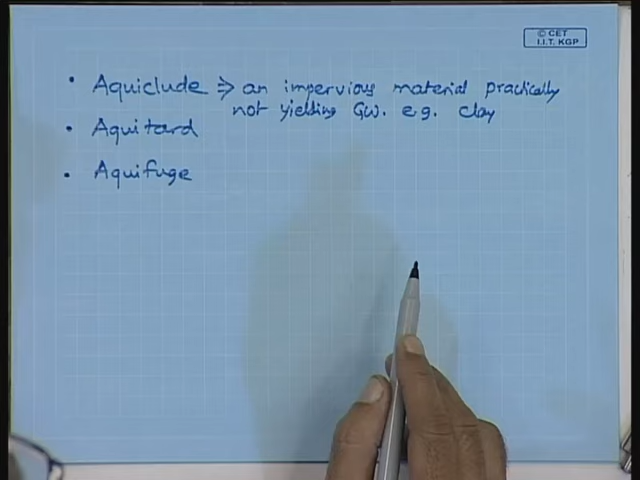 © CET
I.I.T. KGP
• Aquiclude ⇒ an impervious material practically
not yielding GW. e.g. clay
• Aquitard
• Aquifuge